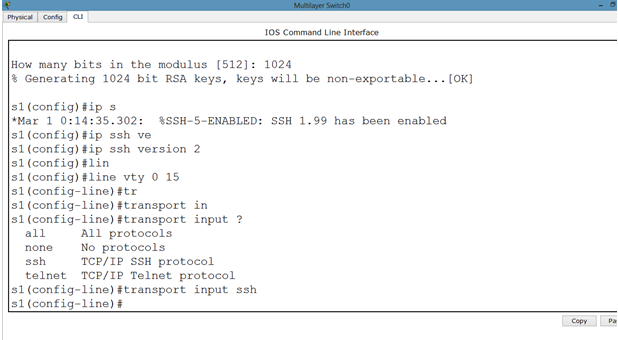 Multilayer Switch0
Physical Config CLI
IOS Command Line Interface
How many bits in the modulus [512]: 1024
% Generating 1024 bit RSA keys, keys will be non-exportable...[OK]
s1(config)#ip s
*Mar 1 0:14:35.302:  %SSH-5-ENABLED: SSH 1.99 has been enabled
s1(config)#ip ssh ve
s1(config)#ip ssh version 2
s1(config)#lin
s1(config)#line vty 0 15
s1(config-line)#tr
s1(config-line)#transport in
s1(config-line)#transport input ?
  all     All protocols
  none    No protocols
  ssh     TCP/IP SSH protocol
  telnet  TCP/IP Telnet protocol
s1(config-line)#transport input ssh
s1(config-line)#
Copy Pa